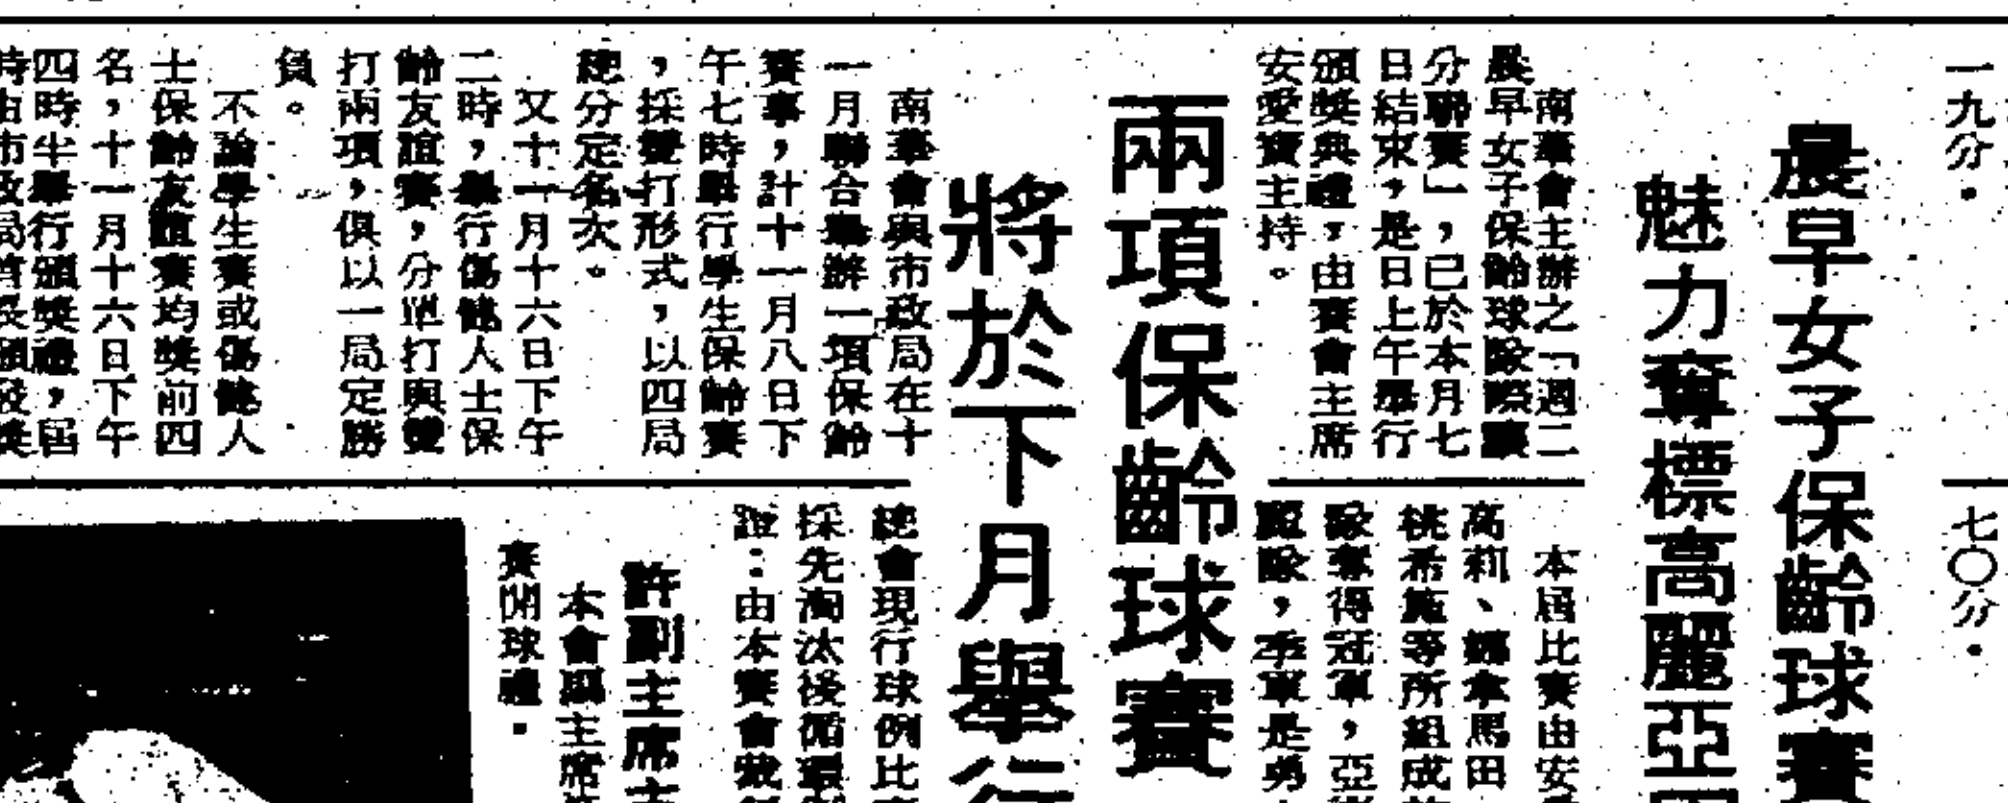 一九分．
一七〇分．
晨早女子保齡球賽
魅力奪標高麗亞
南華會主辦之「週二
晨早女子保齡球隊際讓
分聯賽」，已於本月七
日結束，是日上午舉行
頒獎典禮，由賽會主席
安愛寶主持。
本屆比賽由安
高莉、 拿馬田
桃希施等所組成
隊奪得冠軍，亞
麗隊，季軍是勇
兩項保齡球賽
將於下月舉行
南華會與市政局在十
一月聯合舉辦一項保齡
賽事，計十一月八日下
午七時舉行學生保齡賽
，採雙打形式，以四局
總分定名次。
又十一月十六日下午
二時，舉行傷健人士保
齡友誼賽，分單打與雙
打兩項，俱以一局定勝
負。
不論學生賽或傷健人
士保齡友誼賽均獎前四
名，十一月十六日下午
四時半舉行頒獎禮，屆
時由市政局 長頒發獎
總會現行球例比
採先淘汰後循環
證：由本賽會裁
許副主席主
本會副主席
賽開球禮．